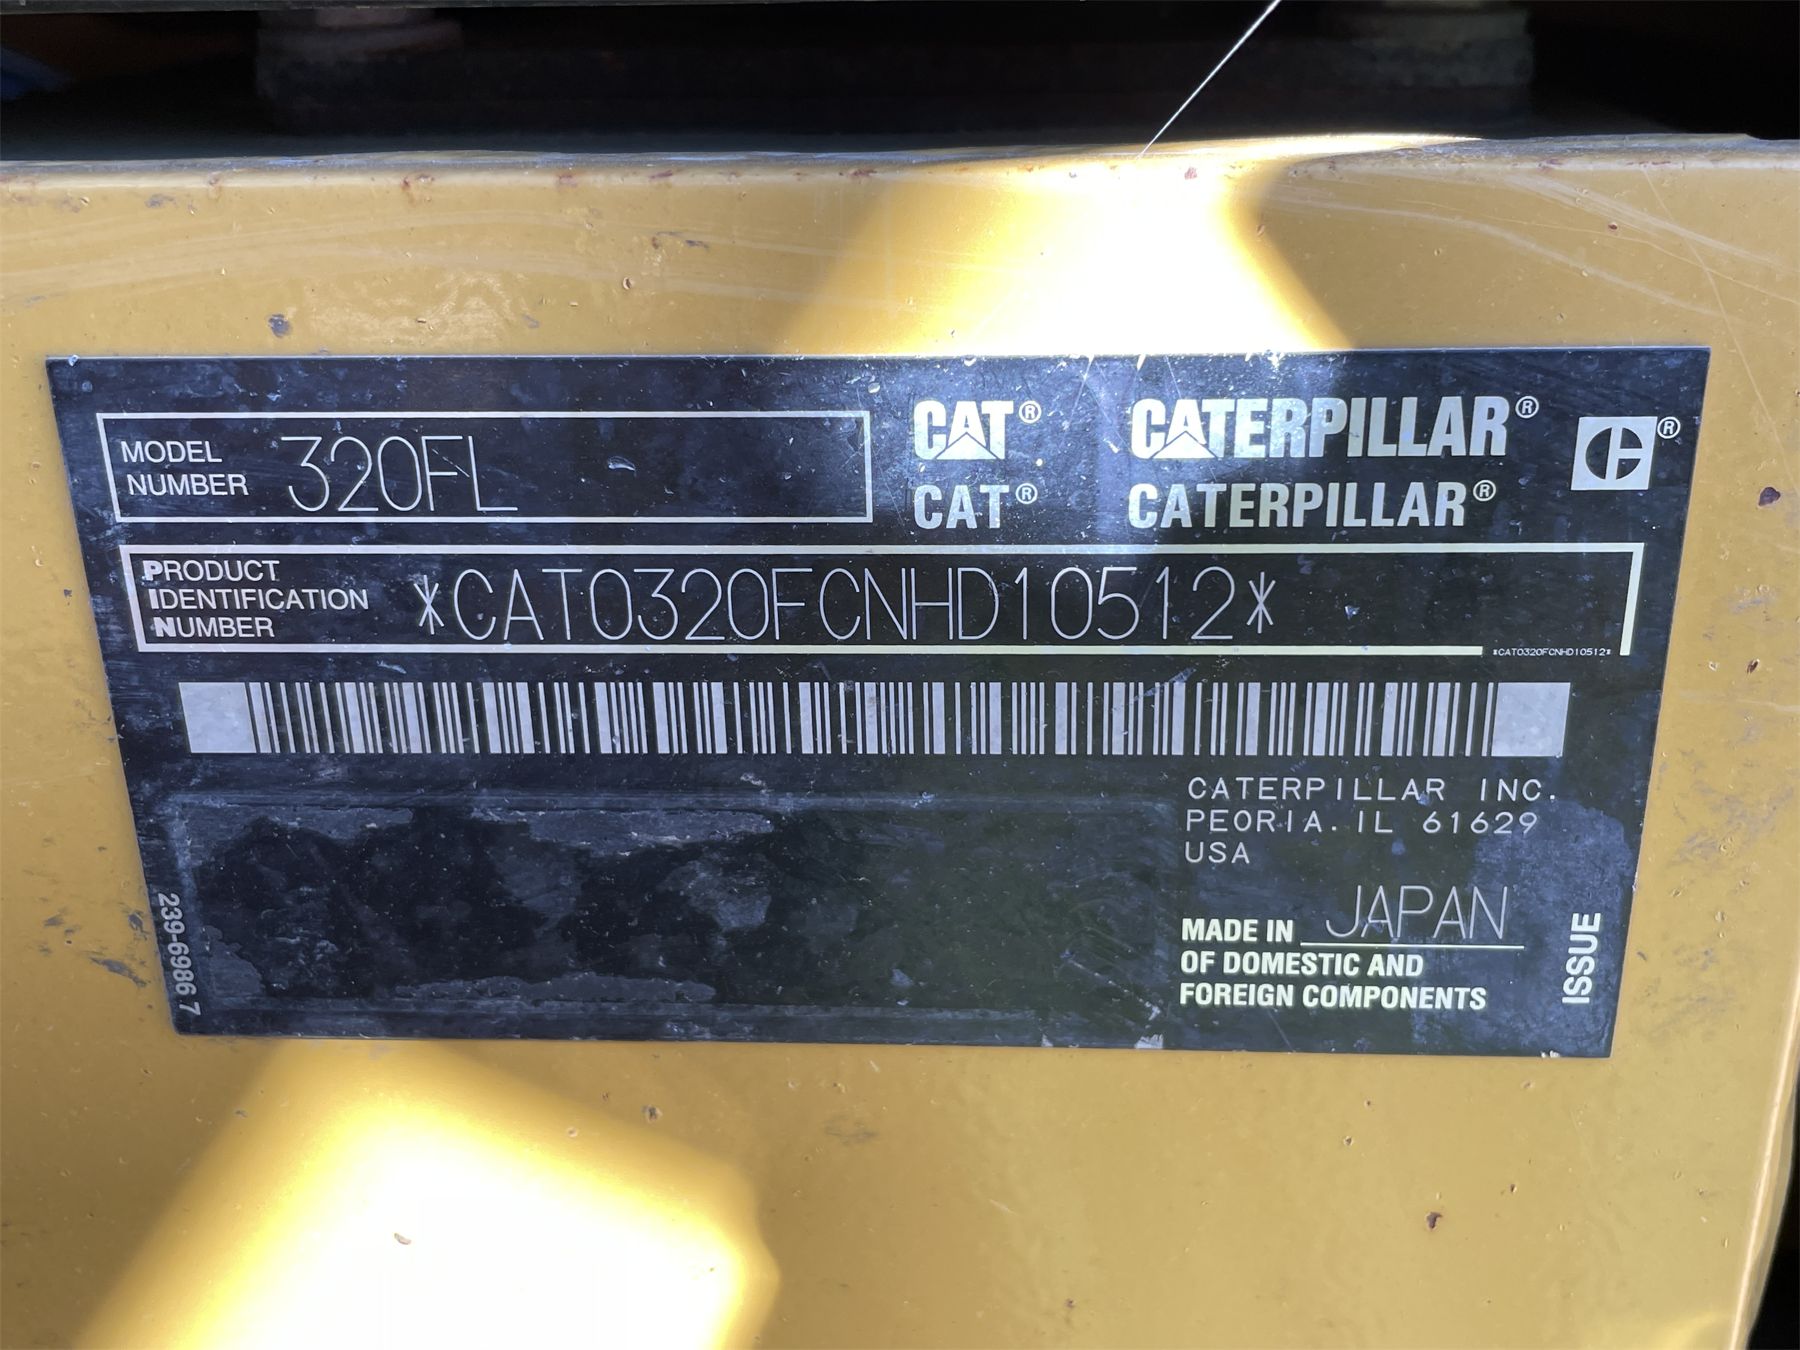 MODEL NUMBER 320FL
CAT® CATERPILLAR® ®
CAT® CATERPILLAR®
PRODUCT IDENTIFICATION NUMBER *CAT0320FCNHD10512*
*CAT0320FCNHD10512*
CATERPILLAR INC.
PEORIA. IL 61629
USA
MADE IN JAPAN
OF DOMESTIC AND
FOREIGN COMPONENTS
239-6986 7
ISSUE